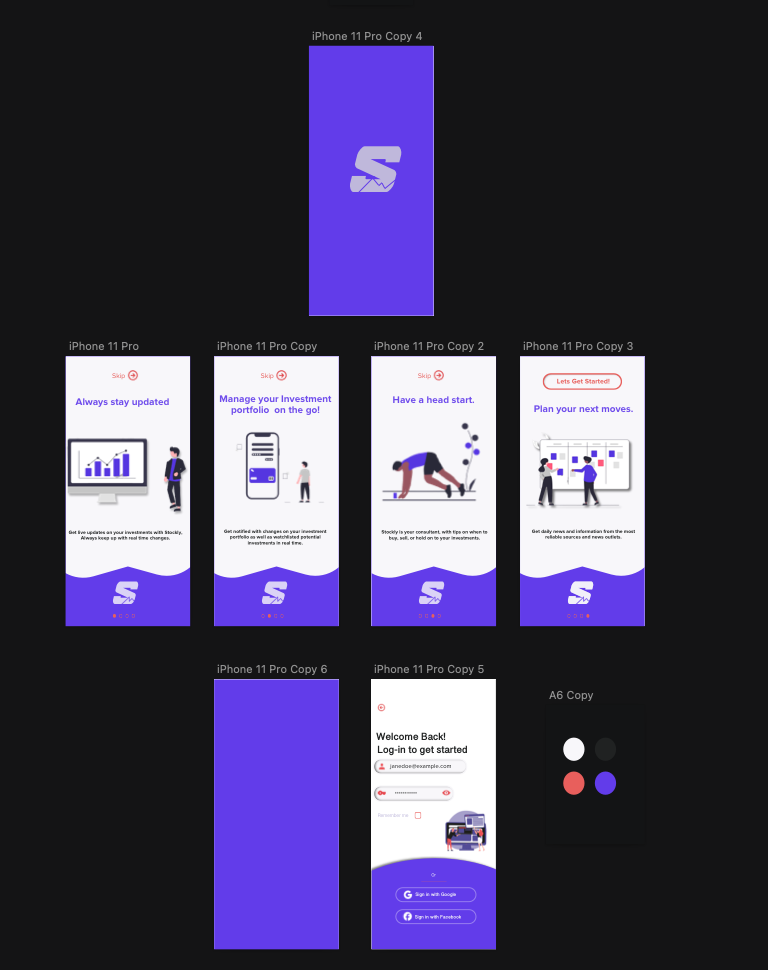 iPhone 11 Pro Copy 4
S
iPhone 11 Pro
iPhone 11 Pro Copy
iPhone 11 Pro Copy 2
iPhone 11 Pro Copy 3
Skip
Always stay updated
Get live updates on your investments with Stockly.
Always keep up with real time changes.
S
Skip
Manage your Investment
portfolio on the go!
Get notified with changes on your investment
portfolio as well as watchlisted potential
investments in real time.
S
Skip
Have a head start.
Stockly is your consultant, with tips on when to
buy, sell, or hold on to your investments.
S
Lets Get Started!
Plan your next moves.
Get daily news and information from the most
reliable sources and news outlets.
S
iPhone 11 Pro Copy 6
iPhone 11 Pro Copy 5
A6 Copy
Welcome Back!
Log-in to get started
janedoe@example.com
Remember me
Or
G Sign in with Google
f Sign in with Facebook